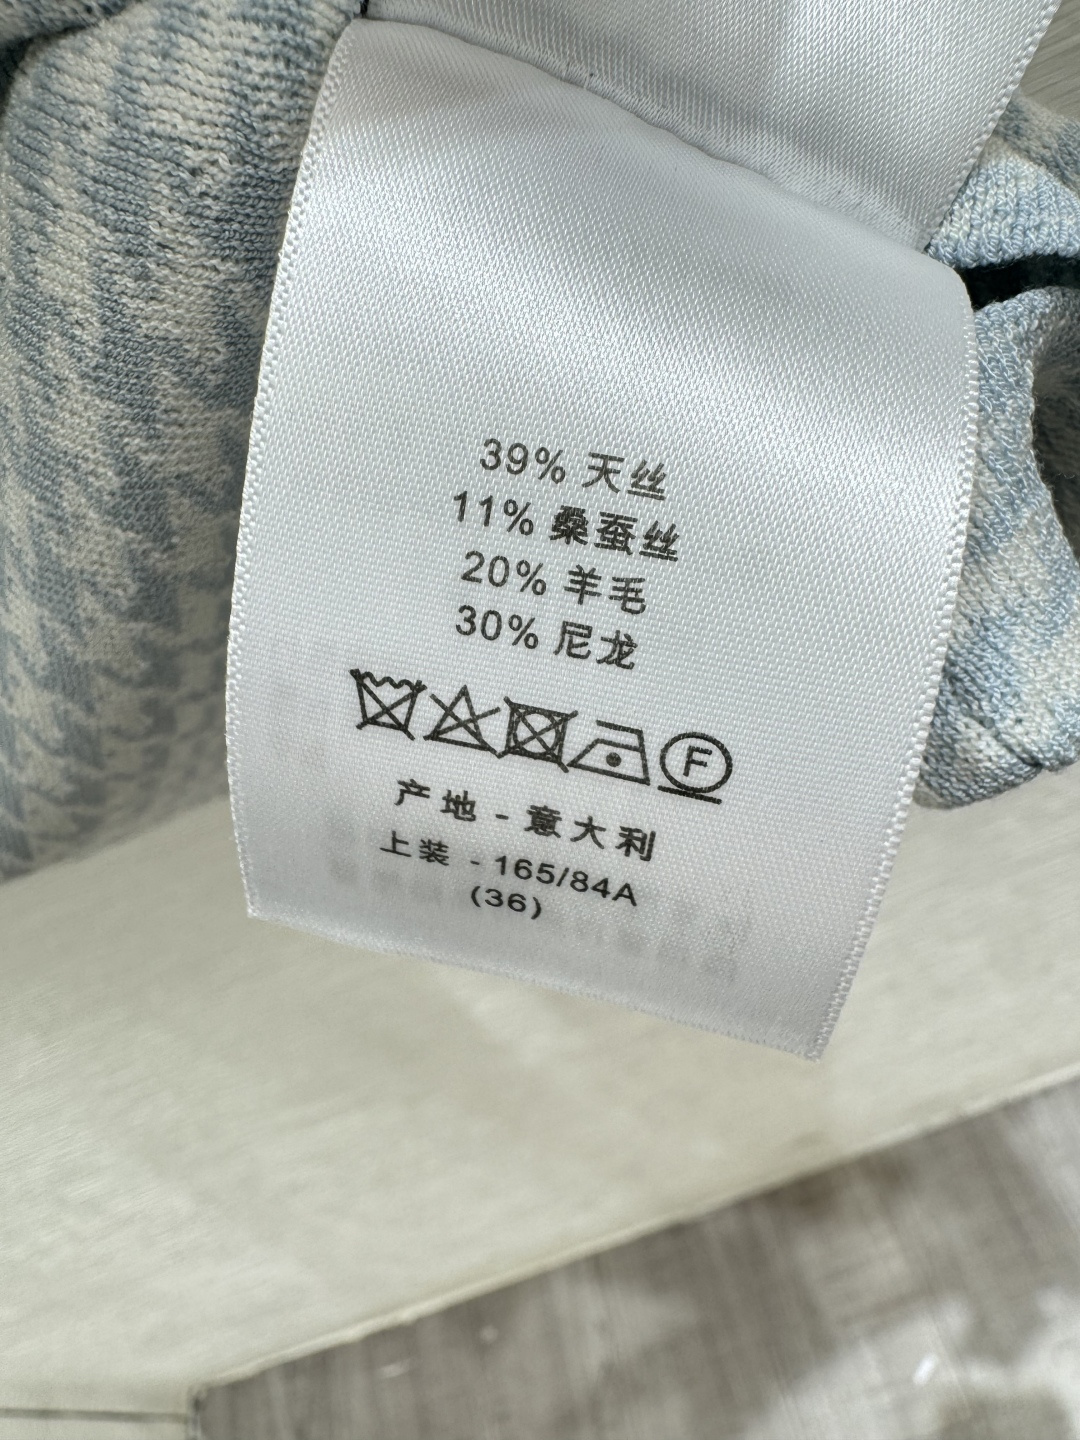 39% 天丝
11% 桑蚕丝
20% 羊毛
30% 尼龙
F
产地 - 意大利
上装 - 165/84A
(36)